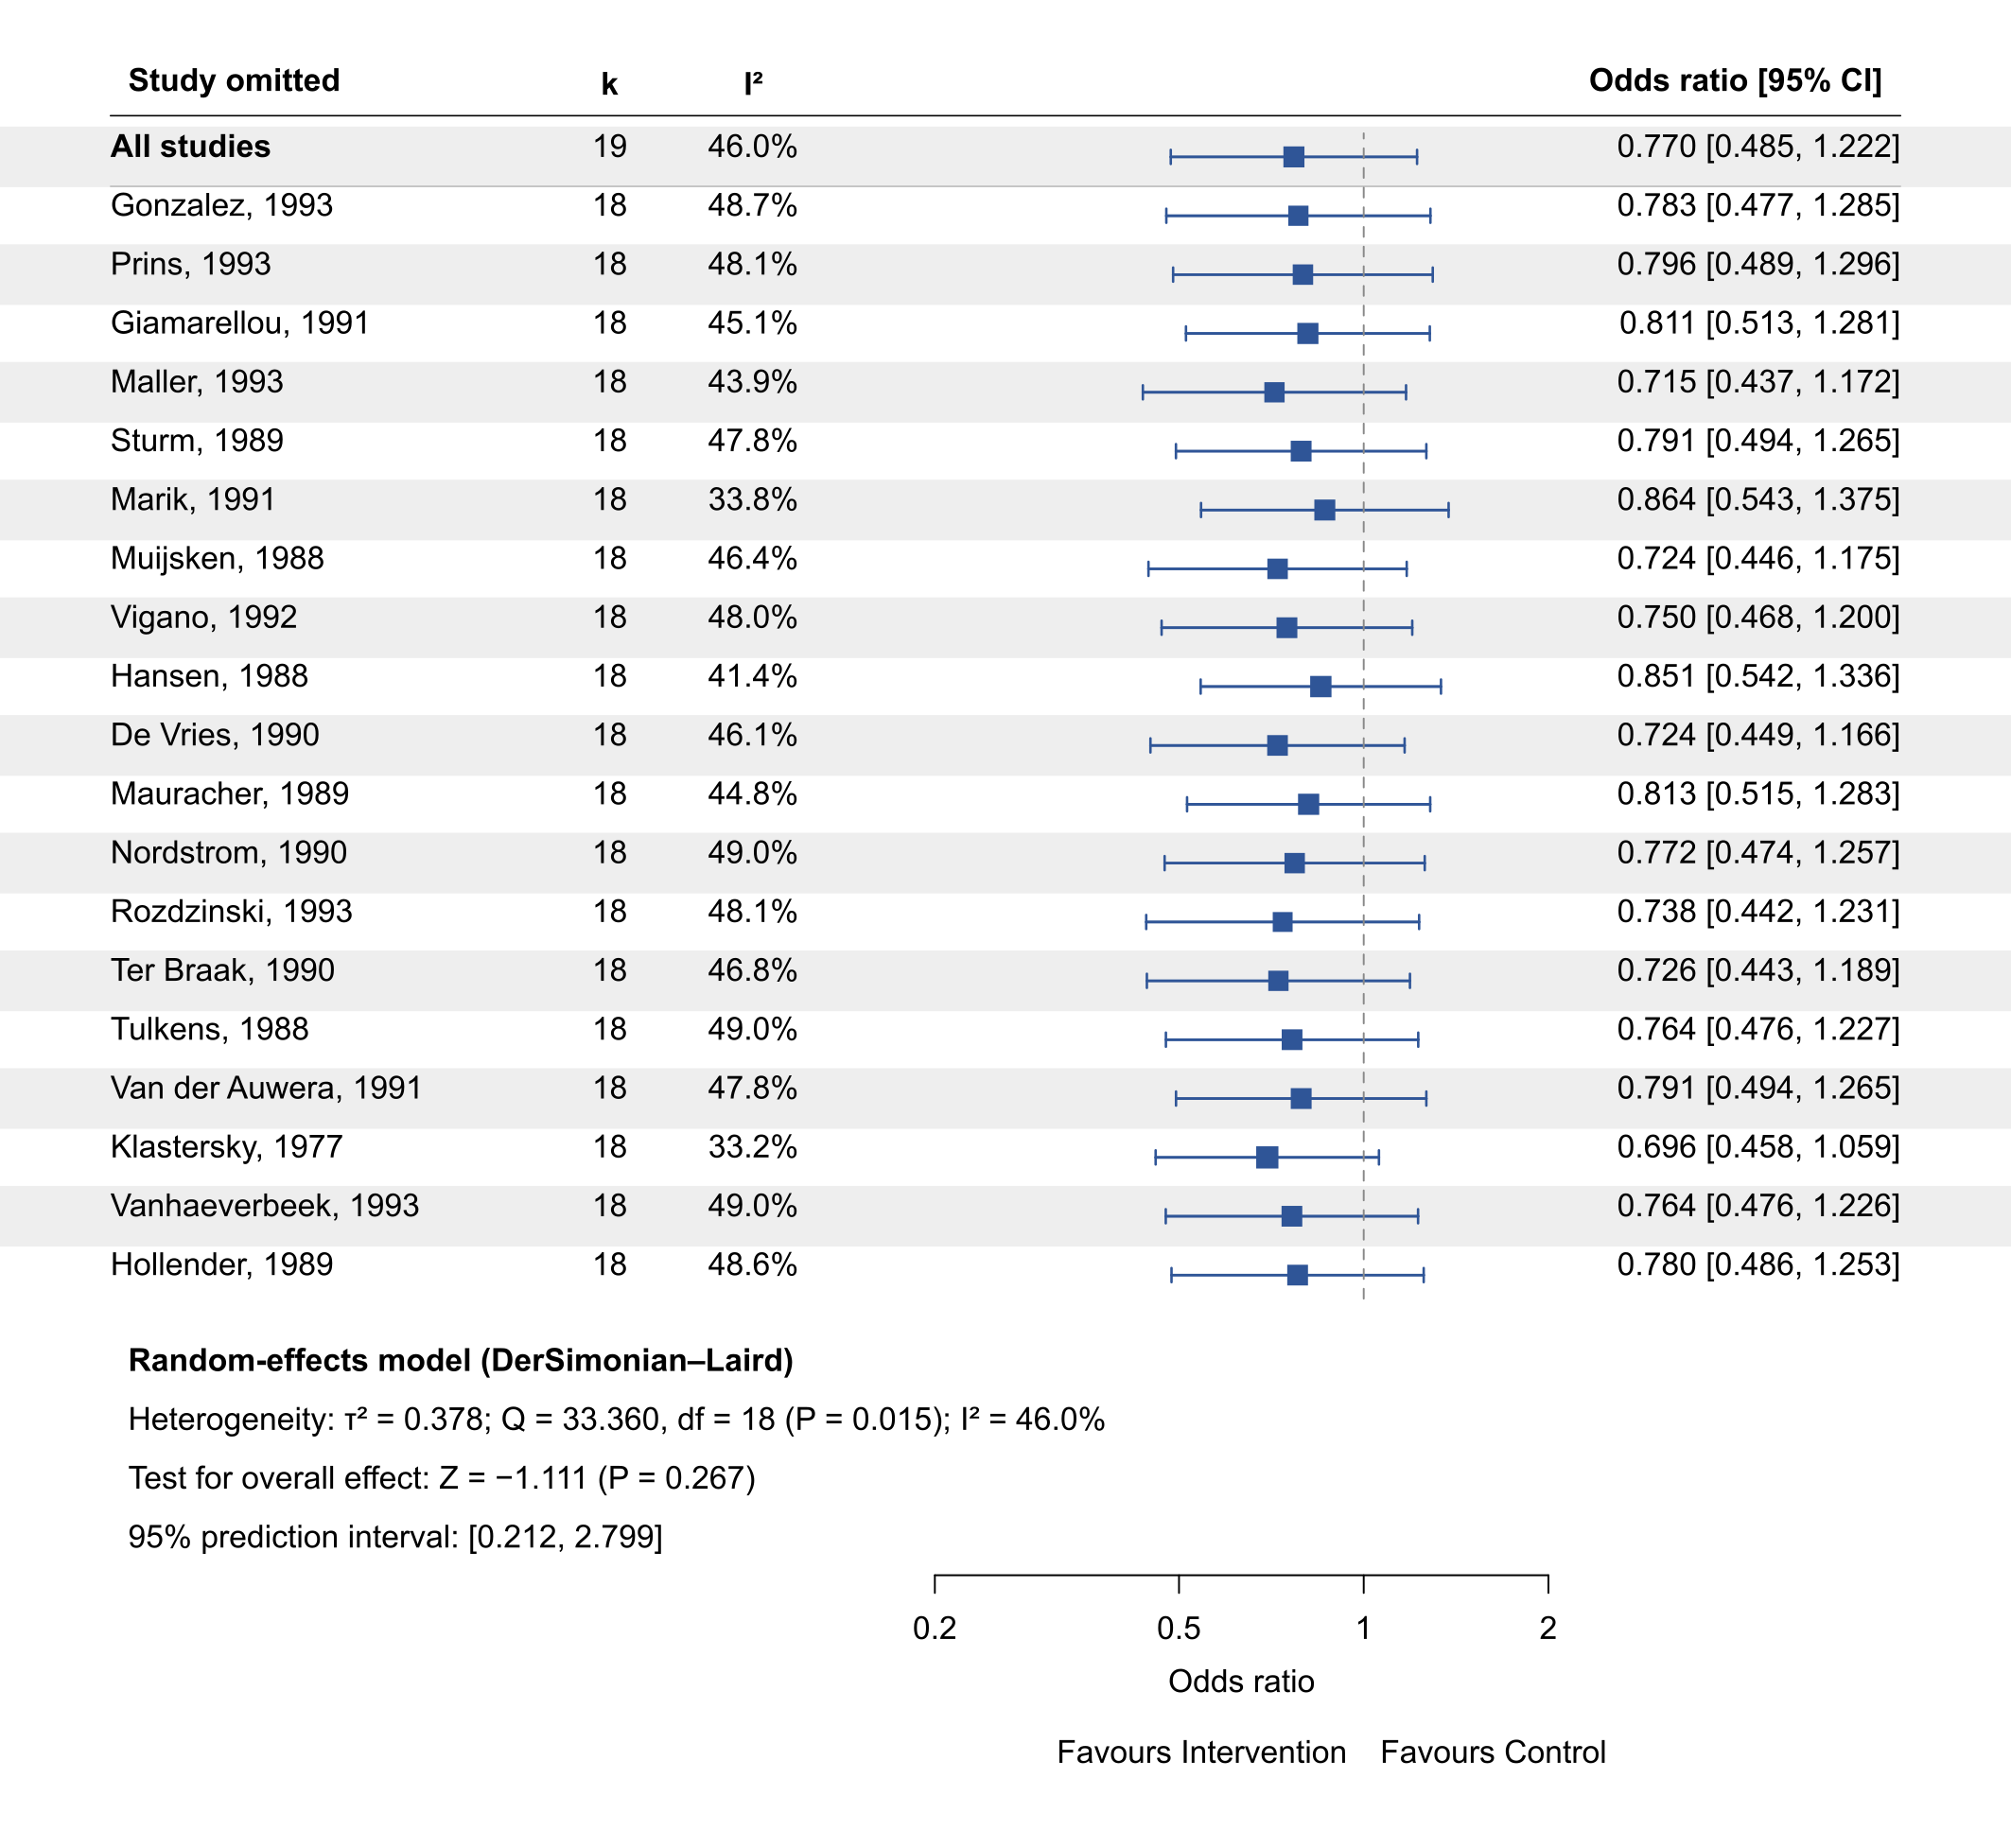 Study omitted k I² Odds ratio [95% CI]
All studies 19 46.0% 0.770 [0.485, 1.222]
Gonzalez, 1993 18 48.7% 0.783 [0.477, 1.285]
Prins, 1993 18 48.1% 0.796 [0.489, 1.296]
Giamarellou, 1991 18 45.1% 0.811 [0.513, 1.281]
Maller, 1993 18 43.9% 0.715 [0.437, 1.172]
Sturm, 1989 18 47.8% 0.791 [0.494, 1.265]
Marik, 1991 18 33.8% 0.864 [0.543, 1.375]
Muijsken, 1988 18 46.4% 0.724 [0.446, 1.175]
Vigano, 1992 18 48.0% 0.750 [0.468, 1.200]
Hansen, 1988 18 41.4% 0.851 [0.542, 1.336]
De Vries, 1990 18 46.1% 0.724 [0.449, 1.166]
Mauracher, 1989 18 44.8% 0.813 [0.515, 1.283]
Nordstrom, 1990 18 49.0% 0.772 [0.474, 1.257]
Rozdzinski, 1993 18 48.1% 0.738 [0.442, 1.231]
Ter Braak, 1990 18 46.8% 0.726 [0.443, 1.189]
Tulkens, 1988 18 49.0% 0.764 [0.476, 1.227]
Van der Auwera, 1991 18 47.8% 0.791 [0.494, 1.265]
Klastersky, 1977 18 33.2% 0.696 [0.458, 1.059]
Vanhaeverbeek, 1993 18 49.0% 0.764 [0.476, 1.226]
Hollender, 1989 18 48.6% 0.780 [0.486, 1.253]
Random-effects model (DerSimonian–Laird)
Heterogeneity: τ² = 0.378; Q = 33.360, df = 18 (P = 0.015); I² = 46.0%
Test for overall effect: Z = −1.111 (P = 0.267)
95% prediction interval: [0.212, 2.799]
0.2 0.5 1 2
Odds ratio
Favours Intervention Favours Control